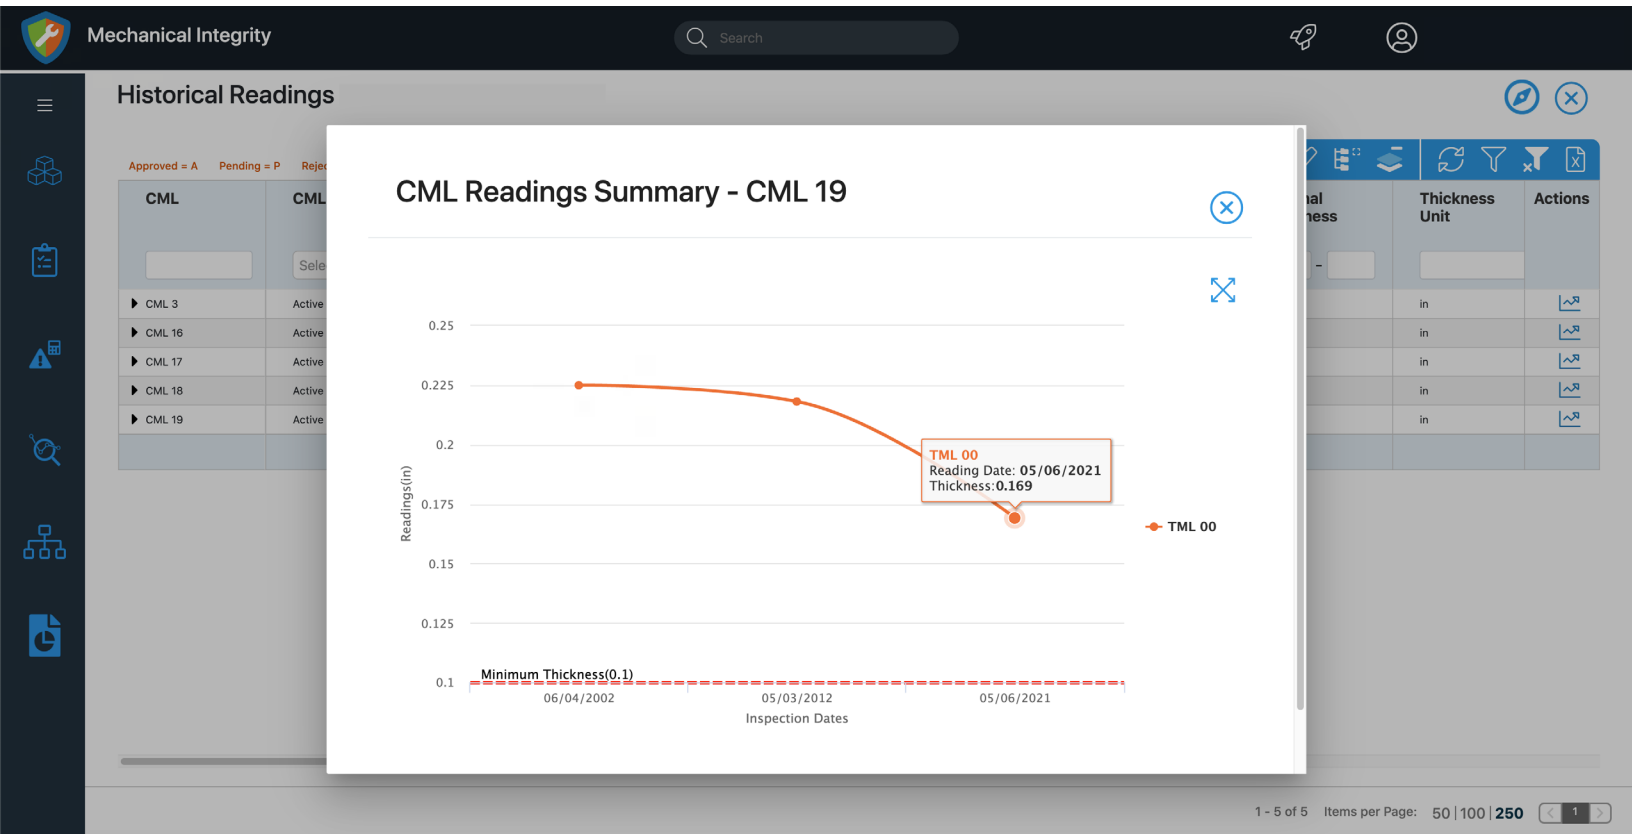 Mechanical Integrity
Search
Historical Readings
Approved = A Pending = P
CML Readings Summary - CML 19
CML
CML
Thickness Unit
Actions
-
CML 3 Active in
CML 16 Active in
CML 17 Active in
CML 18 Active in
CML 19 Active in
0.25
0.225
0.2
0.175
0.15
0.125
0.1
Readings(in)
TML 00
Reading Date: 05/06/2021
Thickness:0.169
TML 00
Minimum Thickness(0.1)
06/04/2002 05/03/2012 05/06/2021
Inspection Dates
1 - 5 of 5 Items per Page: 50 | 100 | 250 < 1 >